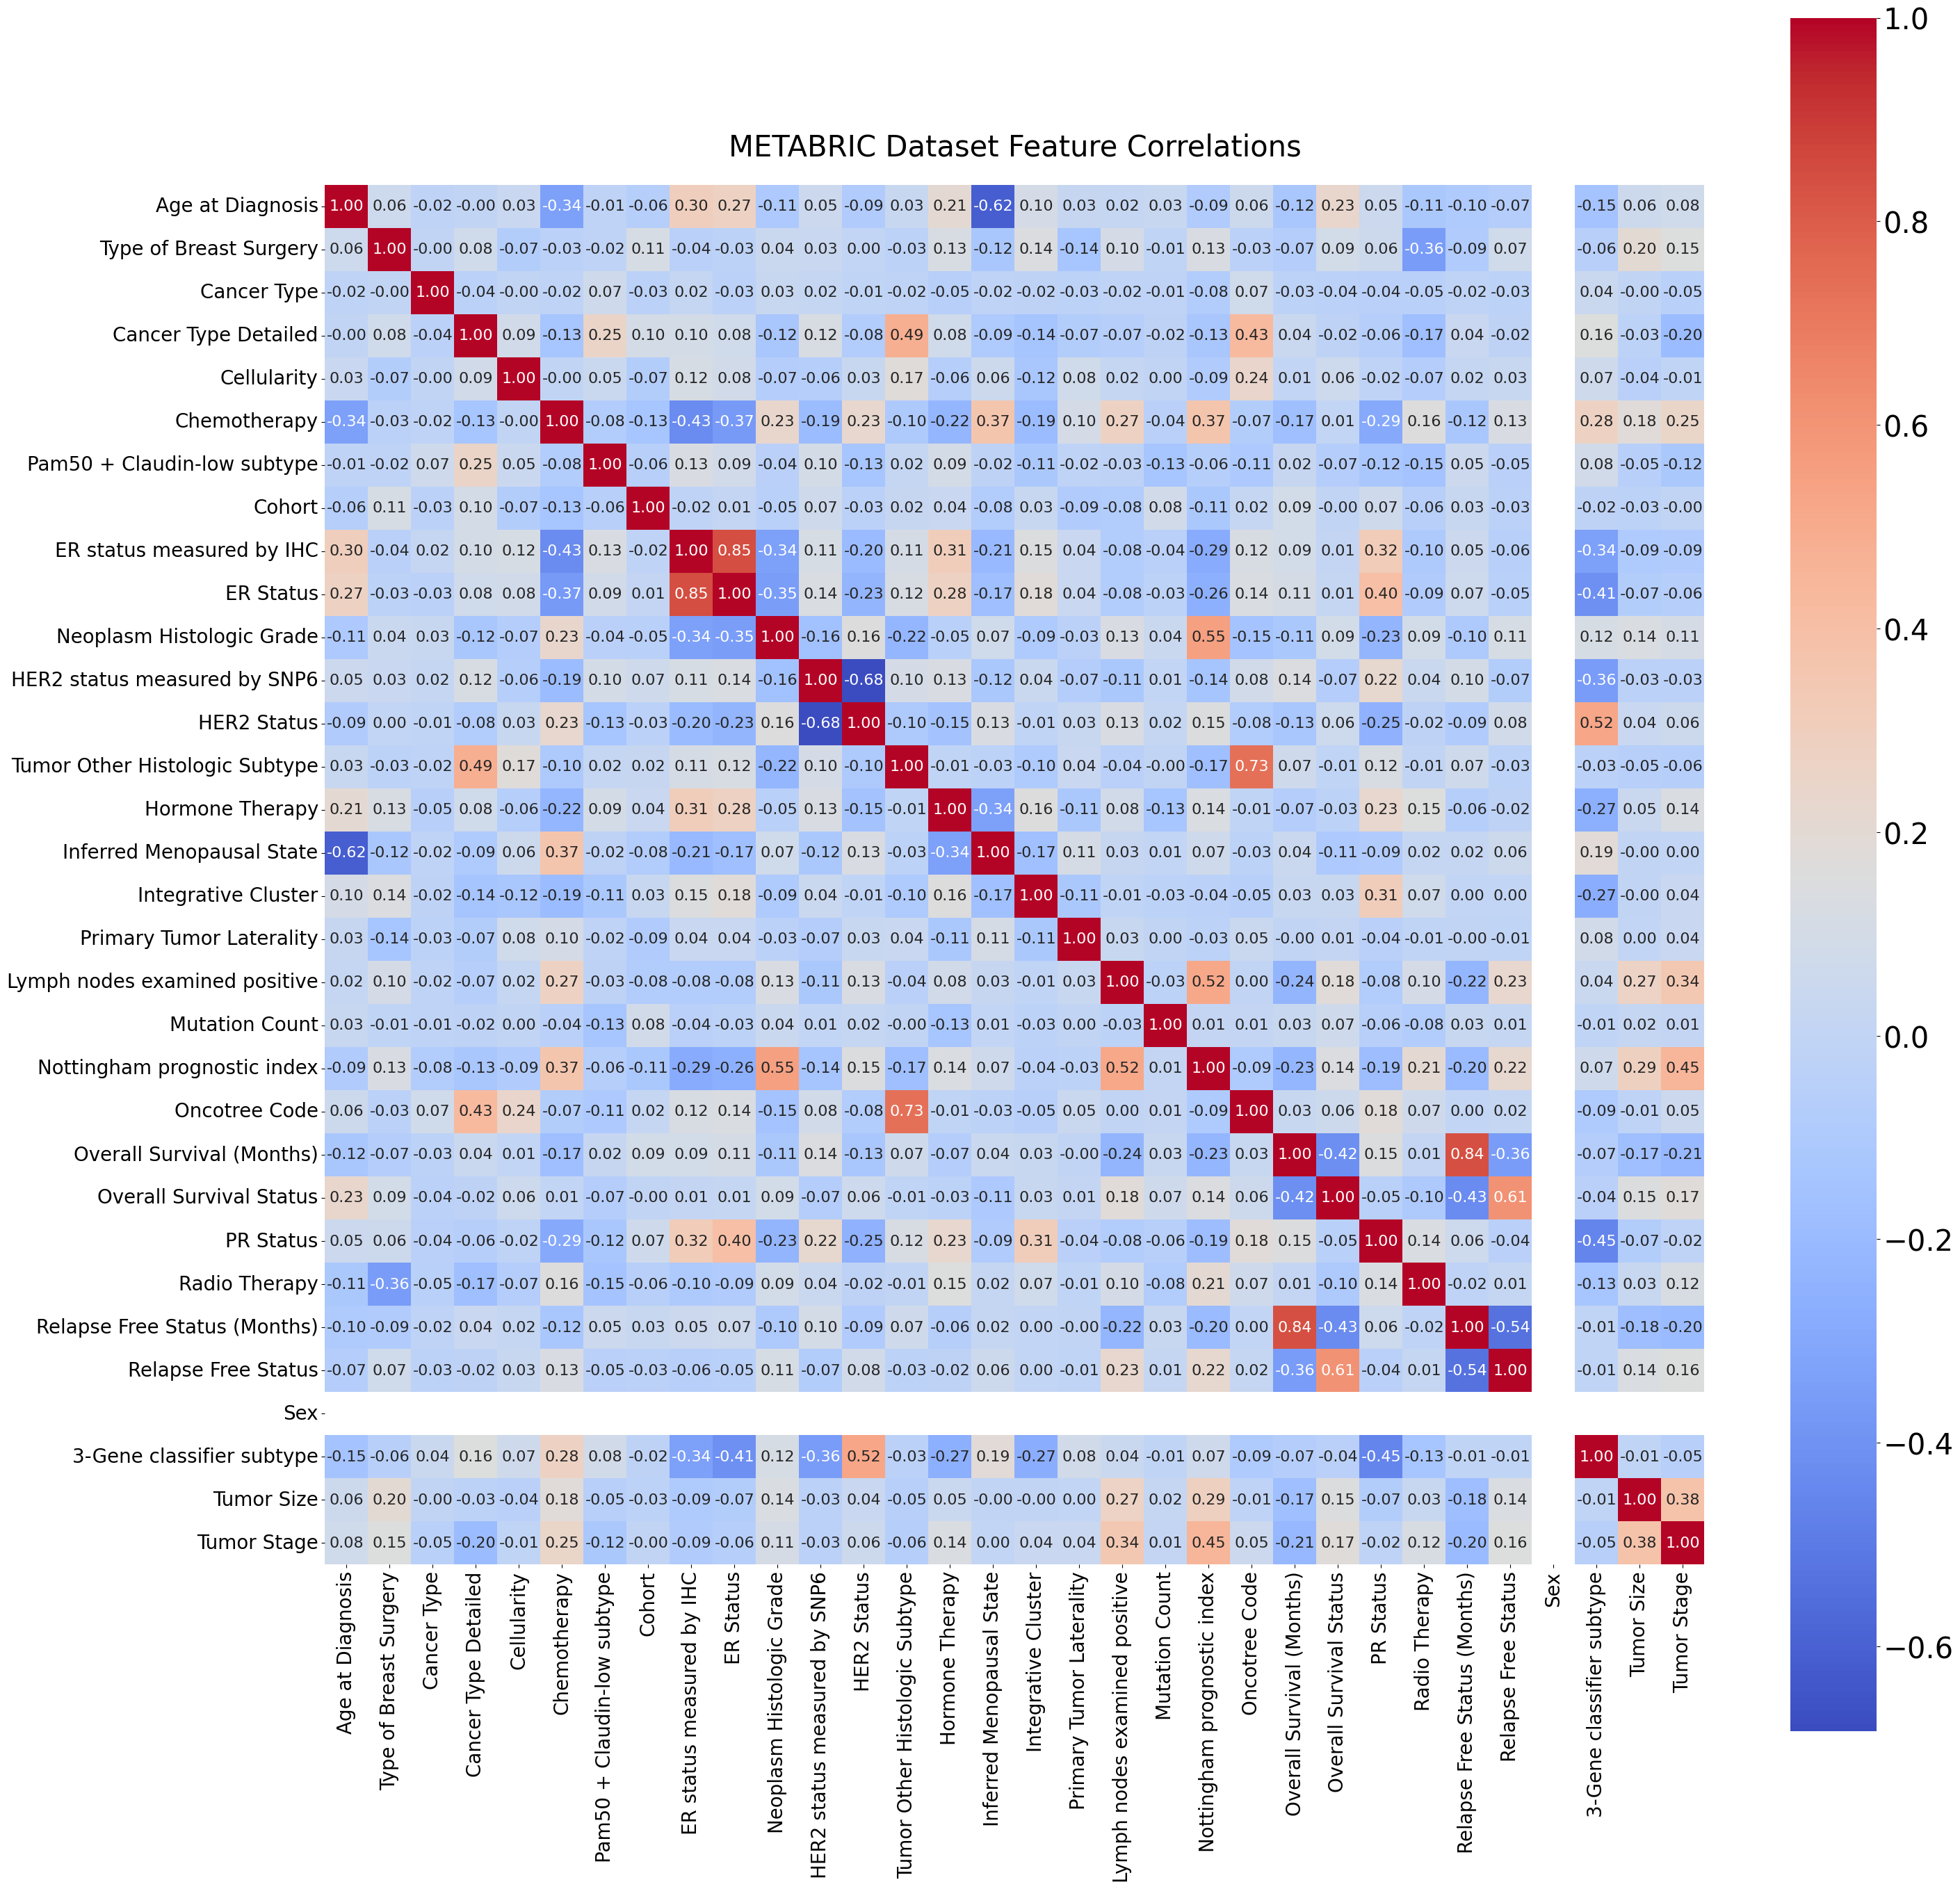 METABRIC Dataset Feature Correlations
Age at Diagnosis 1.00 0.06 -0.02 -0.00 0.03 -0.34 -0.01 -0.06 0.30 0.27 -0.11 0.05 -0.09 0.03 0.21 -0.62 0.10 0.03 0.02 0.03 -0.09 0.06 -0.12 0.23 0.05 -0.11 -0.10 -0.07 -0.15 0.06 0.08
Type of Breast Surgery 0.06 1.00 -0.00 0.08 -0.07 -0.03 -0.02 0.11 -0.04 -0.03 0.04 0.03 0.00 -0.03 0.13 -0.12 0.14 -0.14 0.10 -0.01 0.13 -0.03 -0.07 0.09 0.06 -0.36 -0.09 0.07 -0.06 0.20 0.15
Cancer Type -0.02 -0.00 1.00 -0.04 -0.00 -0.02 0.07 -0.03 0.02 -0.03 0.03 0.02 -0.01 -0.02 -0.05 -0.02 -0.02 -0.03 -0.02 -0.01 -0.08 0.07 -0.03 -0.04 -0.04 -0.05 -0.02 -0.03 0.04 -0.00 -0.05
Cancer Type Detailed -0.00 0.08 -0.04 1.00 0.09 -0.13 0.25 0.10 0.10 0.08 -0.12 0.12 -0.08 0.49 0.08 -0.09 -0.14 -0.07 -0.07 -0.02 -0.13 0.43 0.04 -0.02 -0.06 -0.17 0.04 -0.02 0.16 -0.03 -0.20
Cellularity 0.03 -0.07 -0.00 0.09 1.00 -0.00 0.05 -0.07 0.12 0.08 -0.07 -0.06 0.03 0.17 -0.06 0.06 -0.12 0.08 0.02 0.00 -0.09 0.24 0.01 0.06 -0.02 -0.07 0.02 0.03 0.07 -0.04 -0.01
Chemotherapy -0.34 -0.03 -0.02 -0.13 -0.00 1.00 -0.08 -0.13 -0.43 -0.37 0.23 -0.19 0.23 -0.10 -0.22 0.37 -0.19 0.10 0.27 -0.04 0.37 -0.07 -0.17 0.01 -0.29 0.16 -0.12 0.13 0.28 0.18 0.25
Pam50 + Claudin-low subtype -0.01 -0.02 0.07 0.25 0.05 -0.08 1.00 -0.06 0.13 0.09 -0.04 0.10 -0.13 0.02 0.09 -0.02 -0.11 -0.02 -0.03 -0.13 -0.06 -0.11 0.02 -0.07 -0.12 -0.15 0.05 -0.05 0.08 -0.05 -0.12
Cohort -0.06 0.11 -0.03 0.10 -0.07 -0.13 -0.06 1.00 -0.02 0.01 -0.05 0.07 -0.03 0.02 0.04 -0.08 0.03 -0.09 -0.08 0.08 -0.11 0.02 0.09 -0.00 0.07 -0.06 0.03 -0.03 -0.02 -0.03 -0.00
ER status measured by IHC 0.30 -0.04 0.02 0.10 0.12 -0.43 0.13 -0.02 1.00 0.85 -0.34 0.11 -0.20 0.11 0.31 -0.21 0.15 0.04 -0.08 -0.04 -0.29 0.12 0.09 0.01 0.32 -0.10 0.05 -0.06 -0.34 -0.09 -0.09
ER Status 0.27 -0.03 -0.03 0.08 0.08 -0.37 0.09 0.01 0.85 1.00 -0.35 0.14 -0.23 0.12 0.28 -0.17 0.18 0.04 -0.08 -0.03 -0.26 0.14 0.11 0.01 0.40 -0.09 0.07 -0.05 -0.41 -0.07 -0.06
Neoplasm Histologic Grade -0.11 0.04 0.03 -0.12 -0.07 0.23 -0.04 -0.05 -0.34 -0.35 1.00 -0.16 0.16 -0.22 -0.05 0.07 -0.09 -0.03 0.13 0.04 0.55 -0.15 -0.11 0.09 -0.23 0.09 -0.10 0.11 0.12 0.14 0.11
HER2 status measured by SNP6 0.05 0.03 0.02 0.12 -0.06 -0.19 0.10 0.07 0.11 0.14 -0.16 1.00 -0.68 0.10 0.13 -0.12 0.04 -0.07 -0.11 0.01 -0.14 0.08 0.14 -0.07 0.22 0.04 0.10 -0.07 -0.36 -0.03 -0.03
HER2 Status -0.09 0.00 -0.01 -0.08 0.03 0.23 -0.13 -0.03 -0.20 -0.23 0.16 -0.68 1.00 -0.10 -0.15 0.13 -0.01 0.03 0.13 0.02 0.15 -0.08 -0.13 0.06 -0.25 -0.02 -0.09 0.08 0.52 0.04 0.06
Tumor Other Histologic Subtype 0.03 -0.03 -0.02 0.49 0.17 -0.10 0.02 0.02 0.11 0.12 -0.22 0.10 -0.10 1.00 -0.01 -0.03 -0.10 0.04 -0.04 -0.00 -0.17 0.73 0.07 -0.01 0.12 -0.01 0.07 -0.03 -0.03 -0.05 -0.06
Hormone Therapy 0.21 0.13 -0.05 0.08 -0.06 -0.22 0.09 0.04 0.31 0.28 -0.05 0.13 -0.15 -0.01 1.00 -0.34 0.16 -0.11 0.08 -0.13 0.14 -0.01 -0.07 -0.03 0.23 0.15 -0.06 -0.02 -0.27 0.05 0.14
Inferred Menopausal State -0.62 -0.12 -0.02 -0.09 0.06 0.37 -0.02 -0.08 -0.21 -0.17 0.07 -0.12 0.13 -0.03 -0.34 1.00 -0.17 0.11 0.03 0.01 0.07 -0.03 0.04 -0.11 -0.09 0.02 0.02 0.06 0.19 -0.00 0.00
Integrative Cluster 0.10 0.14 -0.02 -0.14 -0.12 -0.19 -0.11 0.03 0.15 0.18 -0.09 0.04 -0.01 -0.10 0.16 -0.17 1.00 -0.11 -0.01 -0.03 -0.04 -0.05 0.03 0.03 0.31 0.07 0.00 0.00 -0.27 -0.00 0.04
Primary Tumor Laterality 0.03 -0.14 -0.03 -0.07 0.08 0.10 -0.02 -0.09 0.04 0.04 -0.03 -0.07 0.03 0.04 -0.11 0.11 -0.11 1.00 0.03 0.00 -0.03 0.05 -0.00 0.01 -0.04 -0.01 -0.00 -0.01 0.08 0.00 0.04
Lymph nodes examined positive 0.02 0.10 -0.02 -0.07 0.02 0.27 -0.03 -0.08 -0.08 -0.08 0.13 -0.11 0.13 -0.04 0.08 0.03 -0.01 0.03 1.00 -0.03 0.52 0.00 -0.24 0.18 -0.08 0.10 -0.22 0.23 0.04 0.27 0.34
Mutation Count 0.03 -0.01 -0.01 -0.02 0.00 -0.04 -0.13 0.08 -0.04 -0.03 0.04 0.01 0.02 -0.00 -0.13 0.01 -0.03 0.00 -0.03 1.00 0.01 0.01 0.03 0.07 -0.06 -0.08 0.03 0.01 -0.01 0.02 0.01
Nottingham prognostic index -0.09 0.13 -0.08 -0.13 -0.09 0.37 -0.06 -0.11 -0.29 -0.26 0.55 -0.14 0.15 -0.17 0.14 0.07 -0.04 -0.03 0.52 0.01 1.00 -0.09 -0.23 0.14 -0.19 0.21 -0.20 0.22 0.07 0.29 0.45
Oncotree Code 0.06 -0.03 0.07 0.43 0.24 -0.07 -0.11 0.02 0.12 0.14 -0.15 0.08 -0.08 0.73 -0.01 -0.03 -0.05 0.05 0.00 0.01 -0.09 1.00 0.03 0.06 0.18 0.07 0.00 0.02 -0.09 -0.01 0.05
Overall Survival (Months) -0.12 -0.07 -0.03 0.04 0.01 -0.17 0.02 0.09 0.09 0.11 -0.11 0.14 -0.13 0.07 -0.07 0.04 0.03 -0.00 -0.24 0.03 -0.23 0.03 1.00 -0.42 0.15 0.01 0.84 -0.36 -0.07 -0.17 -0.21
Overall Survival Status 0.23 0.09 -0.04 -0.02 0.06 0.01 -0.07 -0.00 0.01 0.01 0.09 -0.07 0.06 -0.01 -0.03 -0.11 0.03 0.01 0.18 0.07 0.14 0.06 -0.42 1.00 -0.05 -0.10 -0.43 0.61 -0.04 0.15 0.17
PR Status 0.05 0.06 -0.04 -0.06 -0.02 -0.29 -0.12 0.07 0.32 0.40 -0.23 0.22 -0.25 0.12 0.23 -0.09 0.31 -0.04 -0.08 -0.06 -0.19 0.18 0.15 -0.05 1.00 0.14 0.06 -0.04 -0.45 -0.07 -0.02
Radio Therapy -0.11 -0.36 -0.05 -0.17 -0.07 0.16 -0.15 -0.06 -0.10 -0.09 0.09 0.04 -0.02 -0.01 0.15 0.02 0.07 -0.01 0.10 -0.08 0.21 0.07 0.01 -0.10 0.14 1.00 -0.02 0.01 -0.13 0.03 0.12
Relapse Free Status (Months) -0.10 -0.09 -0.02 0.04 0.02 -0.12 0.05 0.03 0.05 0.07 -0.10 0.10 -0.09 0.07 -0.06 0.02 0.00 -0.00 -0.22 0.03 -0.20 0.00 0.84 -0.43 0.06 -0.02 1.00 -0.54 -0.01 -0.18 -0.20
Relapse Free Status -0.07 0.07 -0.03 -0.02 0.03 0.13 -0.05 -0.03 -0.06 -0.05 0.11 -0.07 0.08 -0.03 -0.02 0.06 0.00 -0.01 0.23 0.01 0.22 0.02 -0.36 0.61 -0.04 0.01 -0.54 1.00 -0.01 0.14 0.16
Sex
3-Gene classifier subtype -0.15 -0.06 0.04 0.16 0.07 0.28 0.08 -0.02 -0.34 -0.41 0.12 -0.36 0.52 -0.03 -0.27 0.19 -0.27 0.08 0.04 -0.01 0.07 -0.09 -0.07 -0.04 -0.45 -0.13 -0.01 -0.01 1.00 -0.01 -0.05
Tumor Size 0.06 0.20 -0.00 -0.03 -0.04 0.18 -0.05 -0.03 -0.09 -0.07 0.14 -0.03 0.04 -0.05 0.05 -0.00 -0.00 0.00 0.27 0.02 0.29 -0.01 -0.17 0.15 -0.07 0.03 -0.18 0.14 -0.01 1.00 0.38
Tumor Stage 0.08 0.15 -0.05 -0.20 -0.01 0.25 -0.12 -0.00 -0.09 -0.06 0.11 -0.03 0.06 -0.06 0.14 0.00 0.04 0.04 0.34 0.01 0.45 0.05 -0.21 0.17 -0.02 0.12 -0.20 0.16 -0.05 0.38 1.00
Age at Diagnosis
Type of Breast Surgery
Cancer Type
Cancer Type Detailed
Cellularity
Chemotherapy
Pam50 + Claudin-low subtype
Cohort
ER status measured by IHC
ER Status
Neoplasm Histologic Grade
HER2 status measured by SNP6
HER2 Status
Tumor Other Histologic Subtype
Hormone Therapy
Inferred Menopausal State
Integrative Cluster
Primary Tumor Laterality
Lymph nodes examined positive
Mutation Count
Nottingham prognostic index
Oncotree Code
Overall Survival (Months)
Overall Survival Status
PR Status
Radio Therapy
Relapse Free Status (Months)
Relapse Free Status
Sex
3-Gene classifier subtype
Tumor Size
Tumor Stage
1.0
0.8
0.6
0.4
0.2
0.0
−0.2
−0.4
−0.6